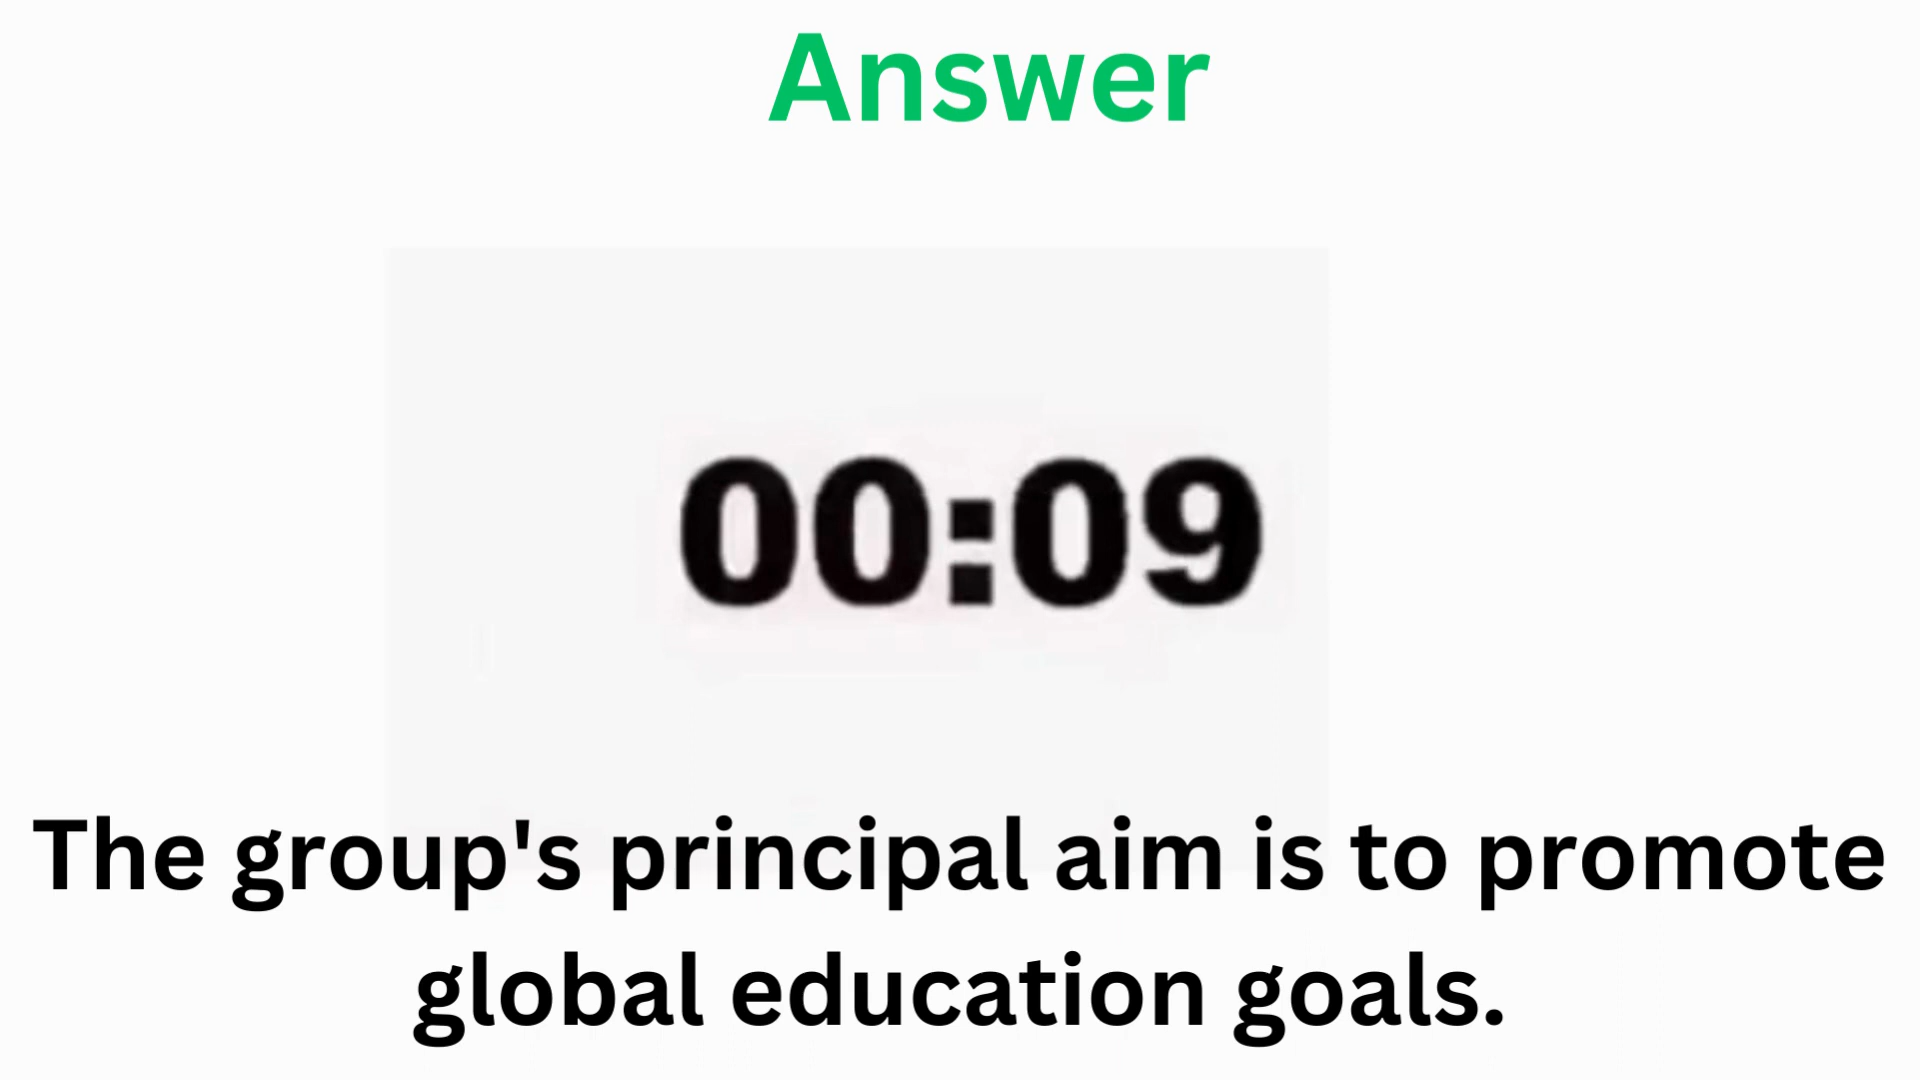 Answer
00:09
The group's principal aim is to promote
global education goals.